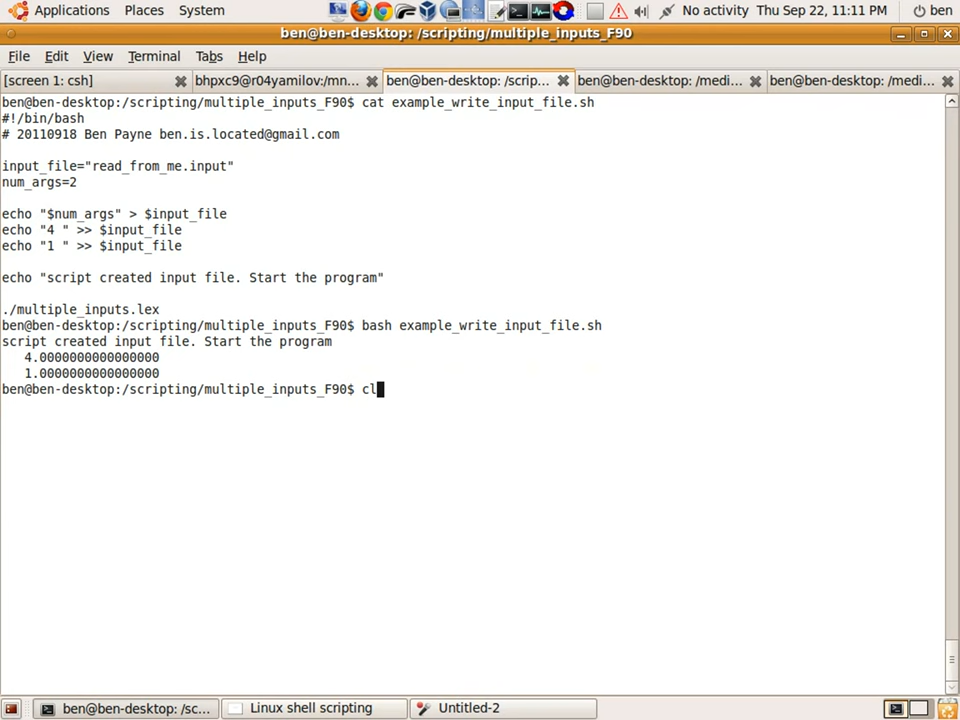 Applications Places System No activity Thu Sep 22, 11:11 PM ben
ben@ben-desktop: /scripting/multiple_inputs_F90
File Edit View Terminal Tabs Help
[screen 1: csh] bhpxc9@r04yamilov:/mn... ben@ben-desktop: /scrip... ben@ben-desktop: /medi... ben@ben-desktop: /medi...
ben@ben-desktop:/scripting/multiple_inputs_F90$ cat example_write_input_file.sh
#!/bin/bash
# 20110918 Ben Payne ben.is.located@gmail.com
input_file="read_from_me.input"
num_args=2
echo "$num_args" > $input_file
echo "4 " >> $input_file
echo "1 " >> $input_file
echo "script created input file. Start the program"
./multiple_inputs.lex
ben@ben-desktop:/scripting/multiple_inputs_F90$ bash example_write_input_file.sh
script created input file. Start the program
4.0000000000000000
1.0000000000000000
ben@ben-desktop:/scripting/multiple_inputs_F90$ cl
ben@ben-desktop: /sc... Linux shell scripting Untitled-2